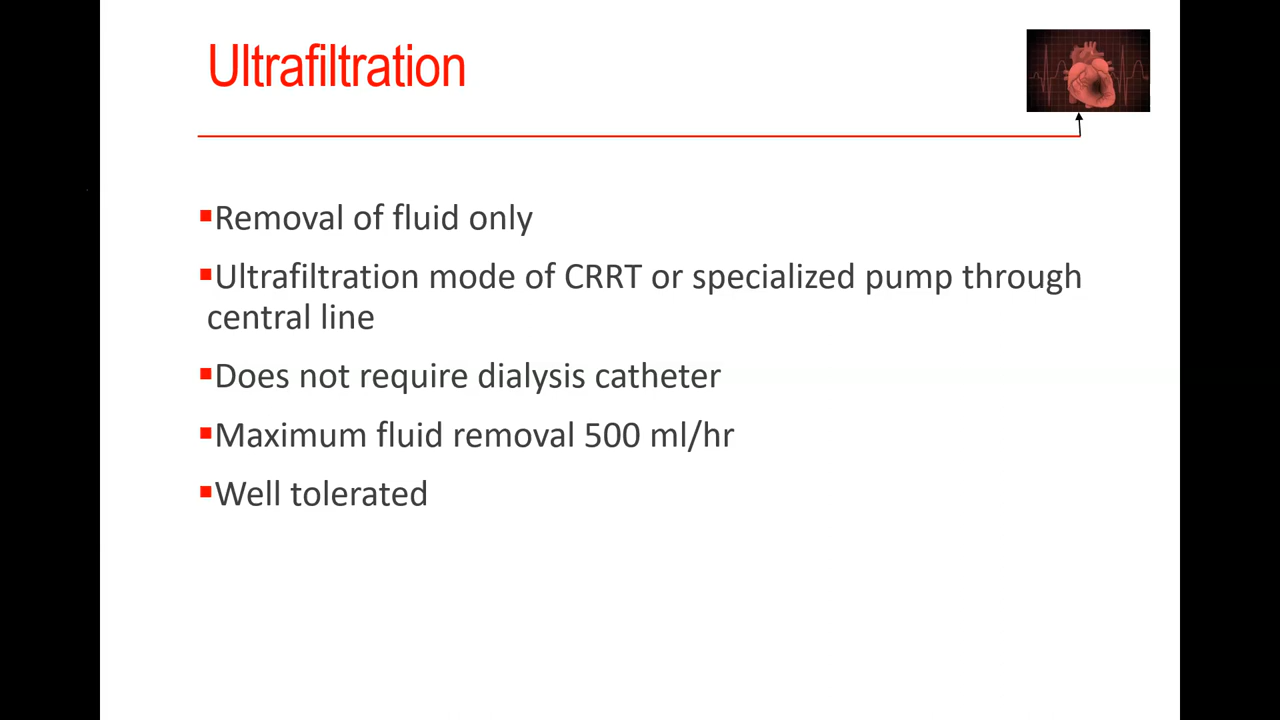 Ultrafiltration
▪Removal of fluid only
▪Ultrafiltration mode of CRRT or specialized pump through
central line
▪Does not require dialysis catheter
▪Maximum fluid removal 500 ml/hr
▪Well tolerated